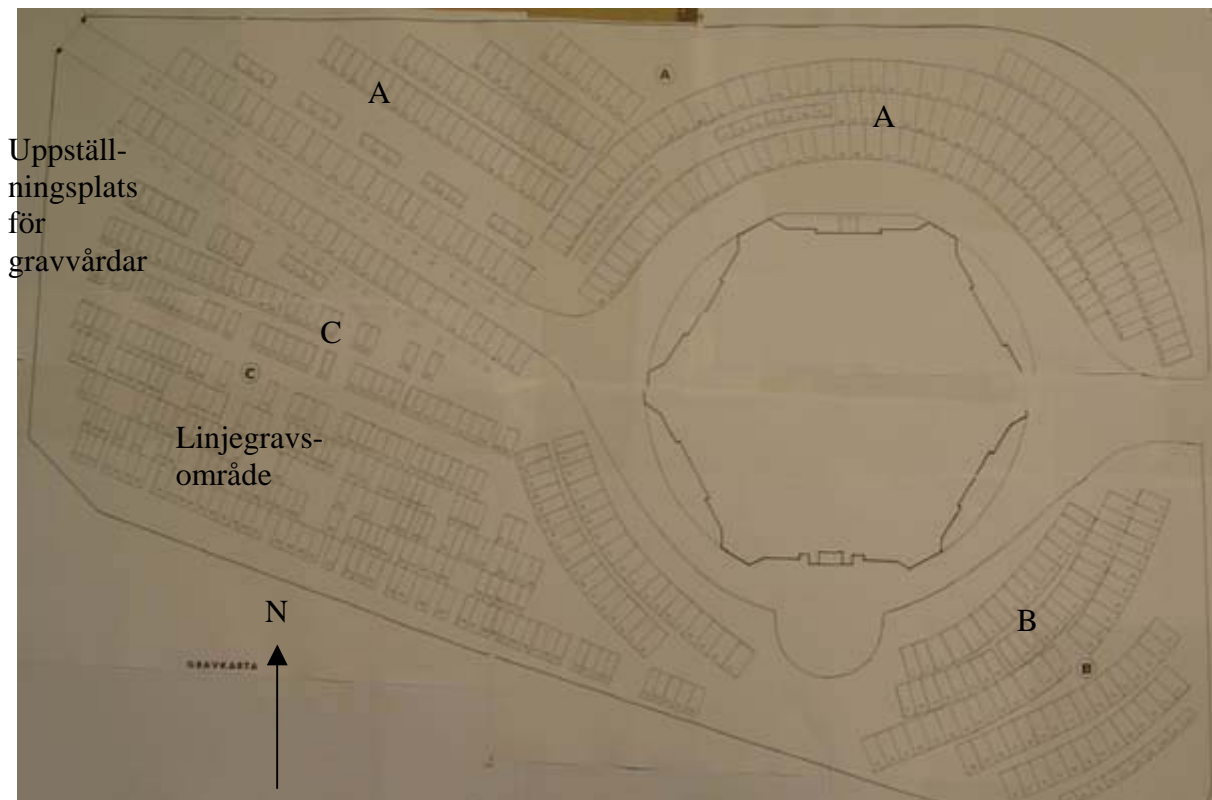 A
A
A
Uppställ-
ningsplats
för
gravvårdar
C
C
Linjegravs-
område
N
B
GRAVKARTA
B